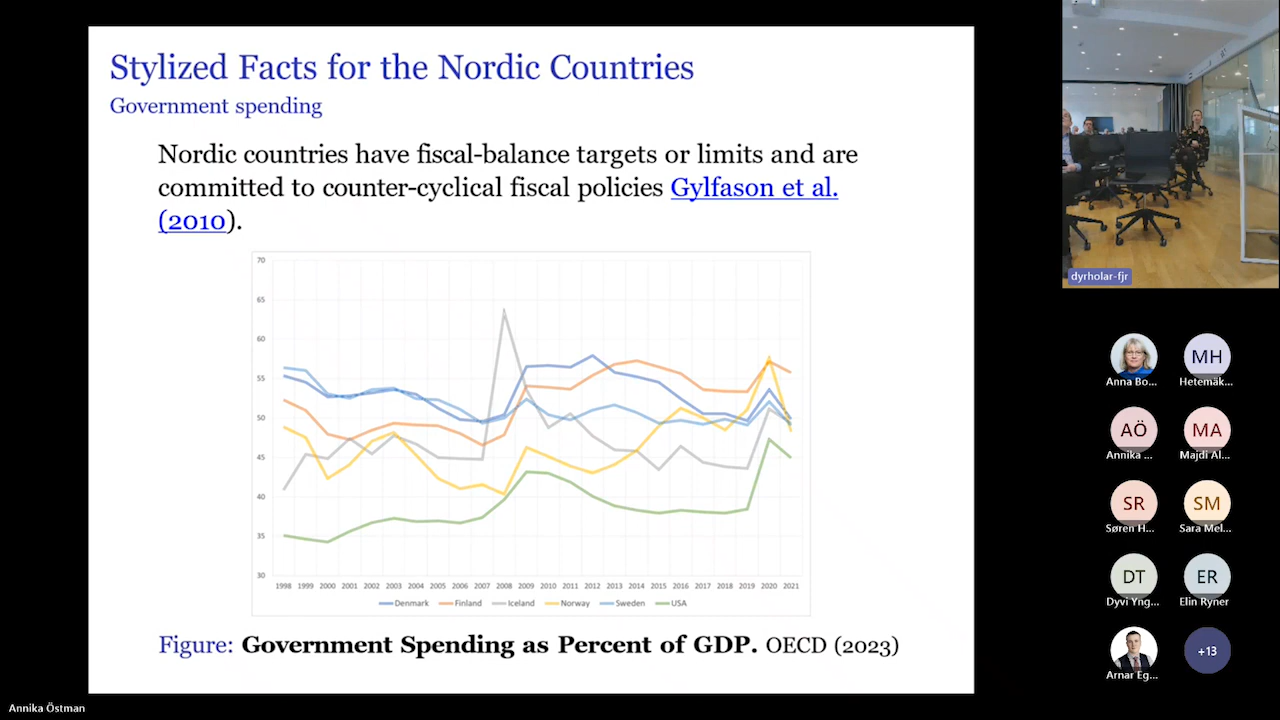 Stylized Facts for the Nordic Countries
Government spending
Nordic countries have fiscal-balance targets or limits and are
committed to counter-cyclical fiscal policies Gylfason et al.
(2010).
70
65
60
55
50
45
40
35
30
1998 1999 2000 2001 2002 2003 2004 2005 2006 2007 2008 2009 2010 2011 2012 2013 2014 2015 2016 2017 2018 2019 2020 2021
Denmark Finland Iceland Norway Sweden USA
Figure: Government Spending as Percent of GDP. OECD (2023)
dyrholar-fjr
MH
Anna Bo... Hetemäk...
AÖ MA
Annika ... Majdi Al...
SR SM
Søren H... Sara Mel...
DT ER
Dyvi Yng... Elin Ryner
+13
Arnar Eg...
Annika Östman